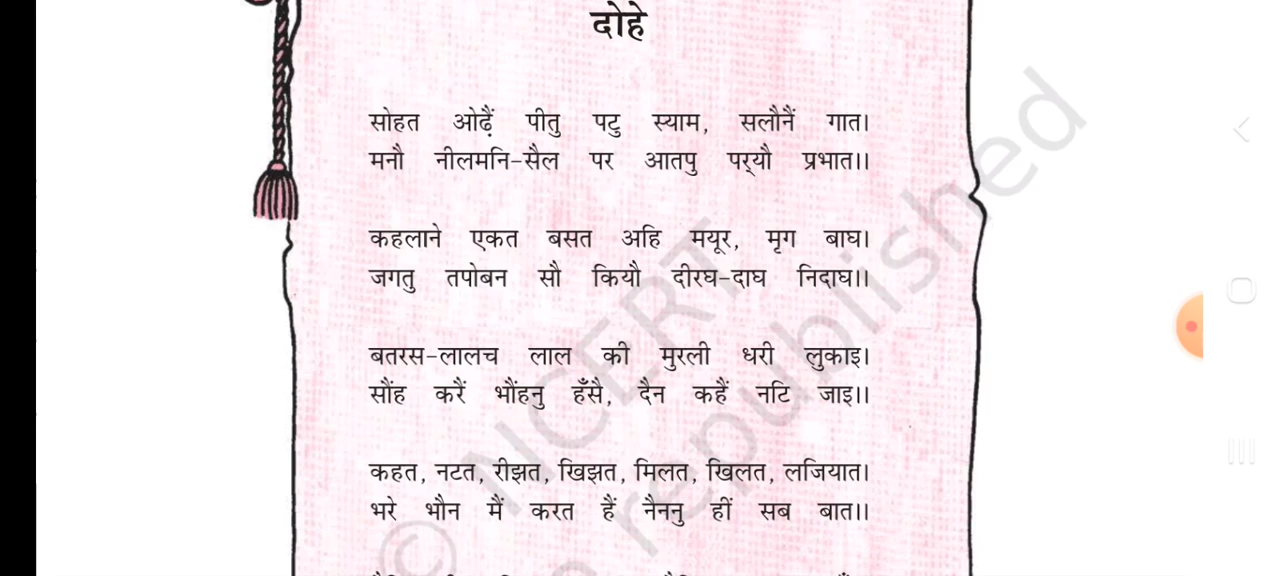 दोहे
सोहत ओढ़ैं पीतु पटु स्याम, सलौनैं गात।
मनौ नीलमनि-सैल पर आतपु पर्‌यौ प्रभात।।
कहलाने एकत बसत अहि मयूर, मृग बाघ।
जगतु तपोबन सौ कियौ दीरघ-दाघ निदाघ।।
बतरस-लालच लाल की मुरली धरी लुकाइ।
सौंह करैं भौंहनु हँसै, दैन कहैं नटि जाइ।।
कहत, नटत, रीझत, खिझत, मिलत, खिलत, लजियात।
भरे भौन मैं करत हैं नैननु हीं सब बात।।
© NCERT
republished